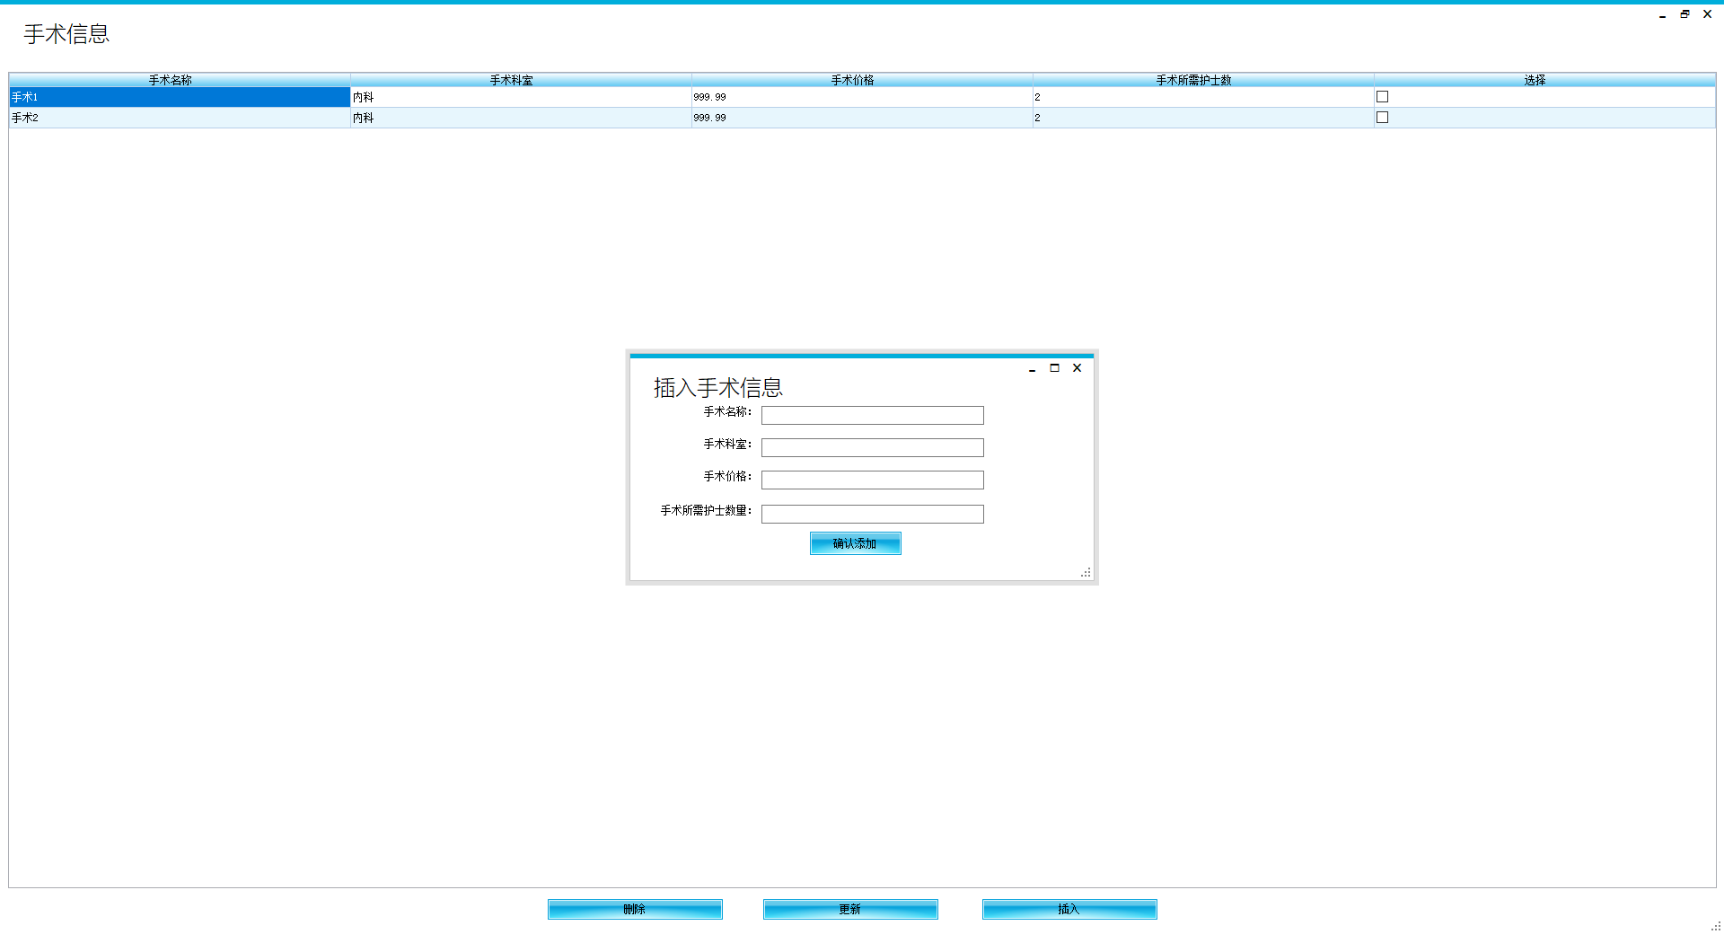 手术信息
手术名称 手术科室 手术价格 手术所需护士数 选择
手术1 内科 999.99 2
手术2 内科 999.99 2
插入手术信息
手术名称：
手术科室：
手术价格：
手术所需护士数量：
确认添加
删除 更新 插入